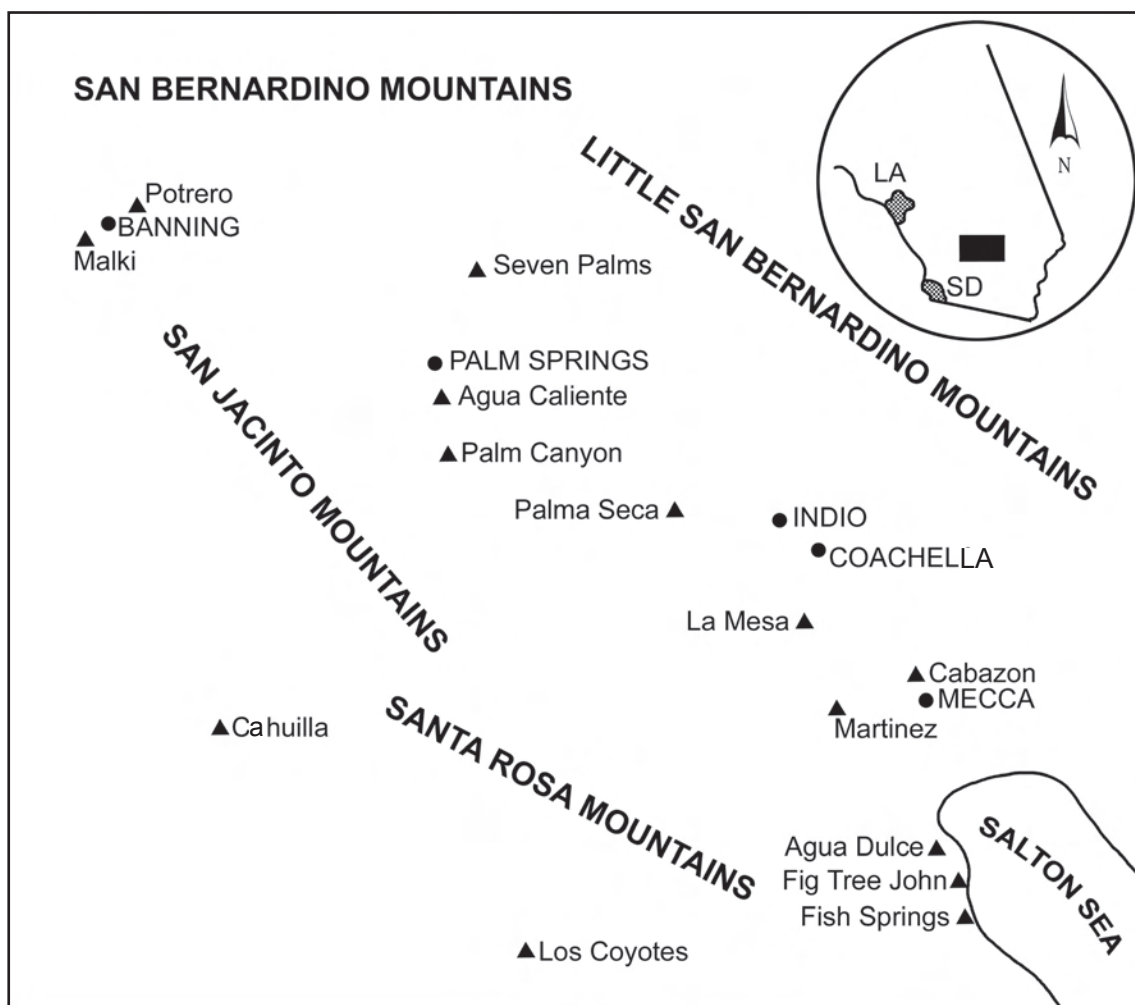 SAN BERNARDINO MOUNTAINS
LITTLE SAN BERNARDINO MOUNTAINS
LA
N
SD
Potrero
BANNING
Malki
Seven Palms
SAN JACINTO MOUNTAINS
PALM SPRINGS
Agua Caliente
Palm Canyon
Palma Seca
INDIO
COACHELLA
La Mesa
Cabazon
MECCA
Martinez
Cahuilla
SANTA ROSA MOUNTAINS
SALTON SEA
Agua Dulce
Fig Tree John
Fish Springs
Los Coyotes